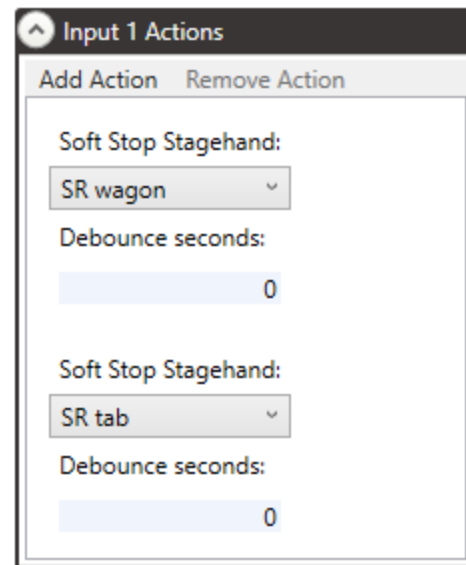 Input 1 Actions
Add Action Remove Action
Soft Stop Stagehand:
SR wagon
Debounce seconds:
0
Soft Stop Stagehand:
SR tab
Debounce seconds:
0